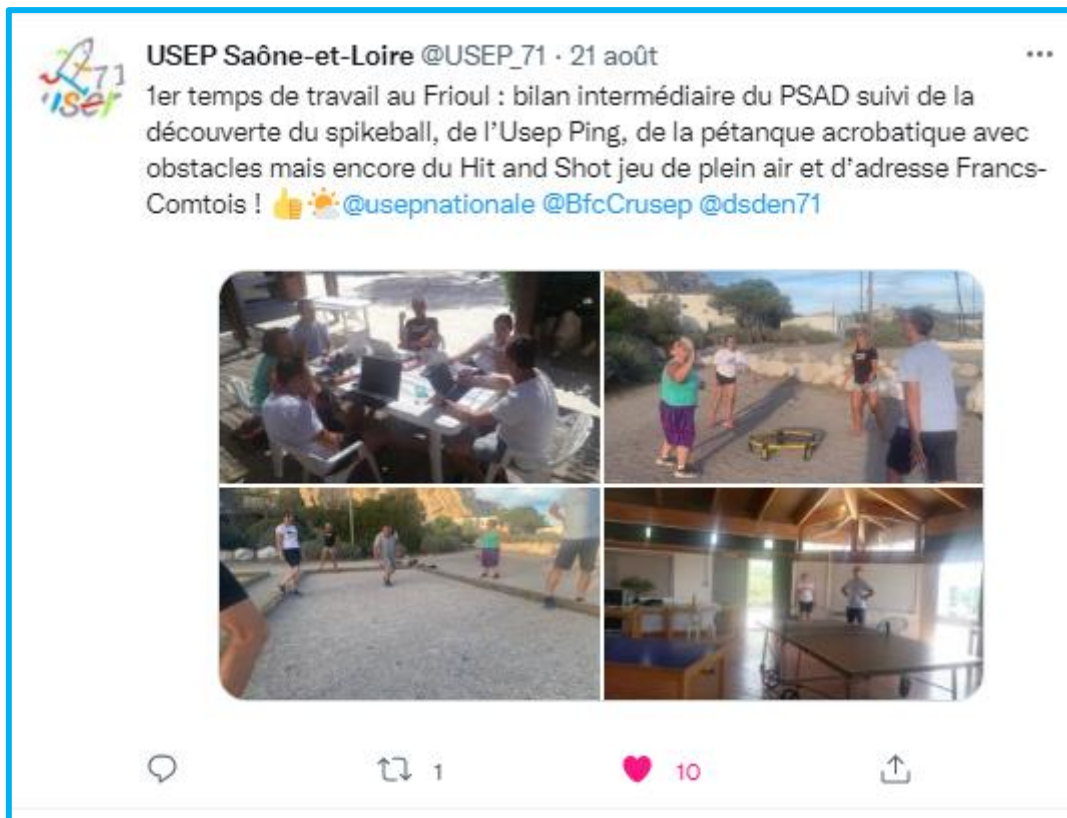 USEP Saône-et-Loire @USEP_71 · 21 août
71
usep
1er temps de travail au Frioul : bilan intermédiaire du PSAD suivi de la
découverte du spikeball, de l'Usep Ping, de la pétanque acrobatique avec
obstacles mais encore du Hit and Shot jeu de plein air et d'adresse Francs-
Comtois ! 👍🌤️@usepnationale @BfcCrusep @dsden71
1
10